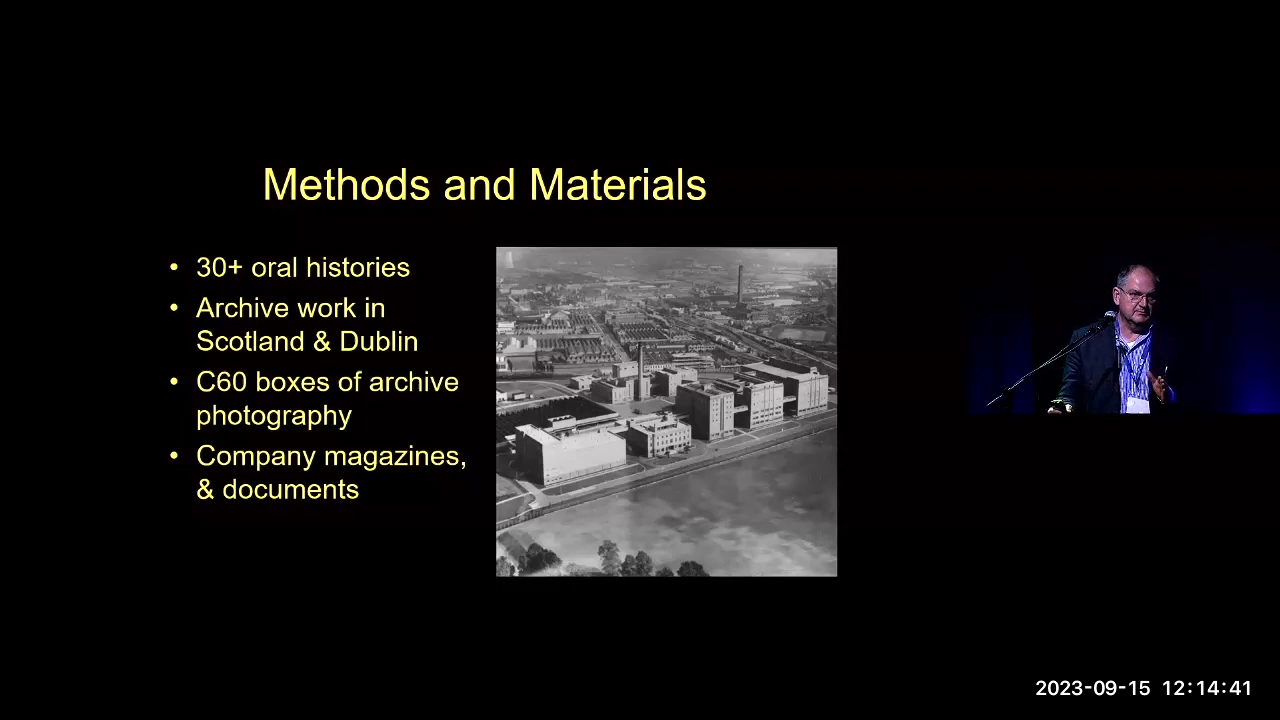 Methods and Materials
• 30+ oral histories
• Archive work in
Scotland & Dublin
• C60 boxes of archive
photography
• Company magazines,
& documents
2023-09-15 12:14:41